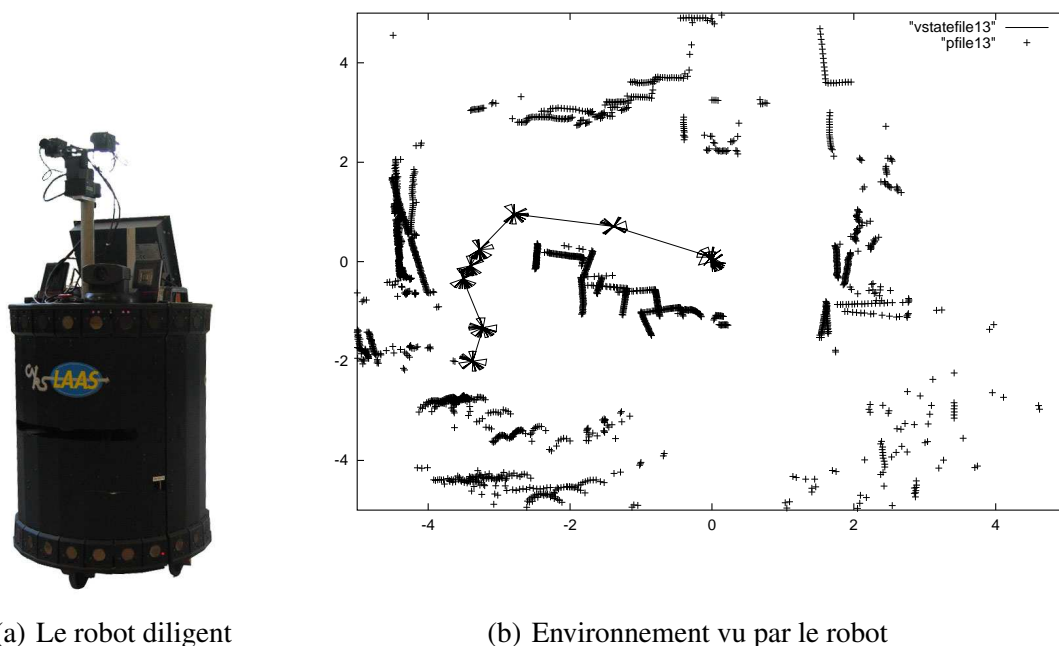 cnrs LAAS
"vstatefile13"
"pfile13"
4
2
0
-2
-4
-4
-2
0
2
4
(a) Le robot diligent
(b) Environnement vu par le robot